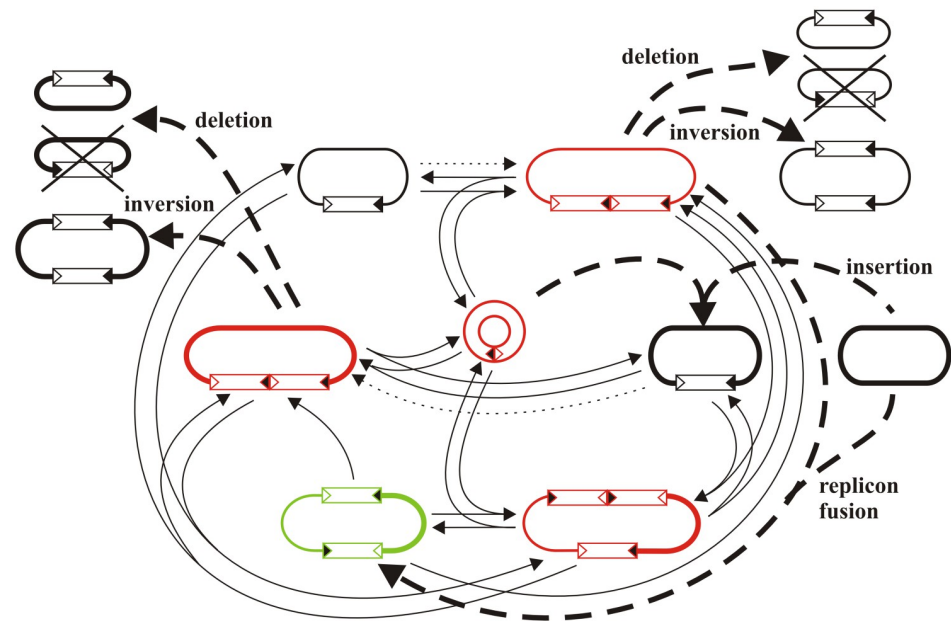 deletion
deletion
inversion
inversion
insertion
replicon
fusion